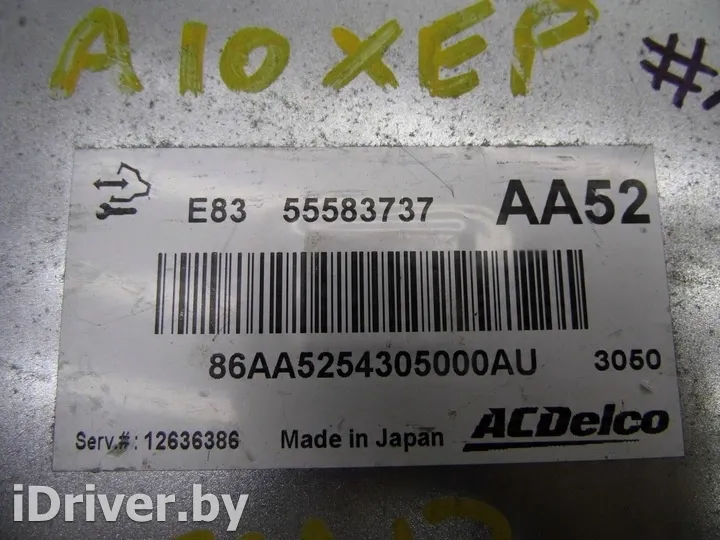 A10XEP
E83 55583737 AA52
86AA5254305000AU 3050
Serv.#: 12636386 Made in Japan ACDelco
iDriver.by